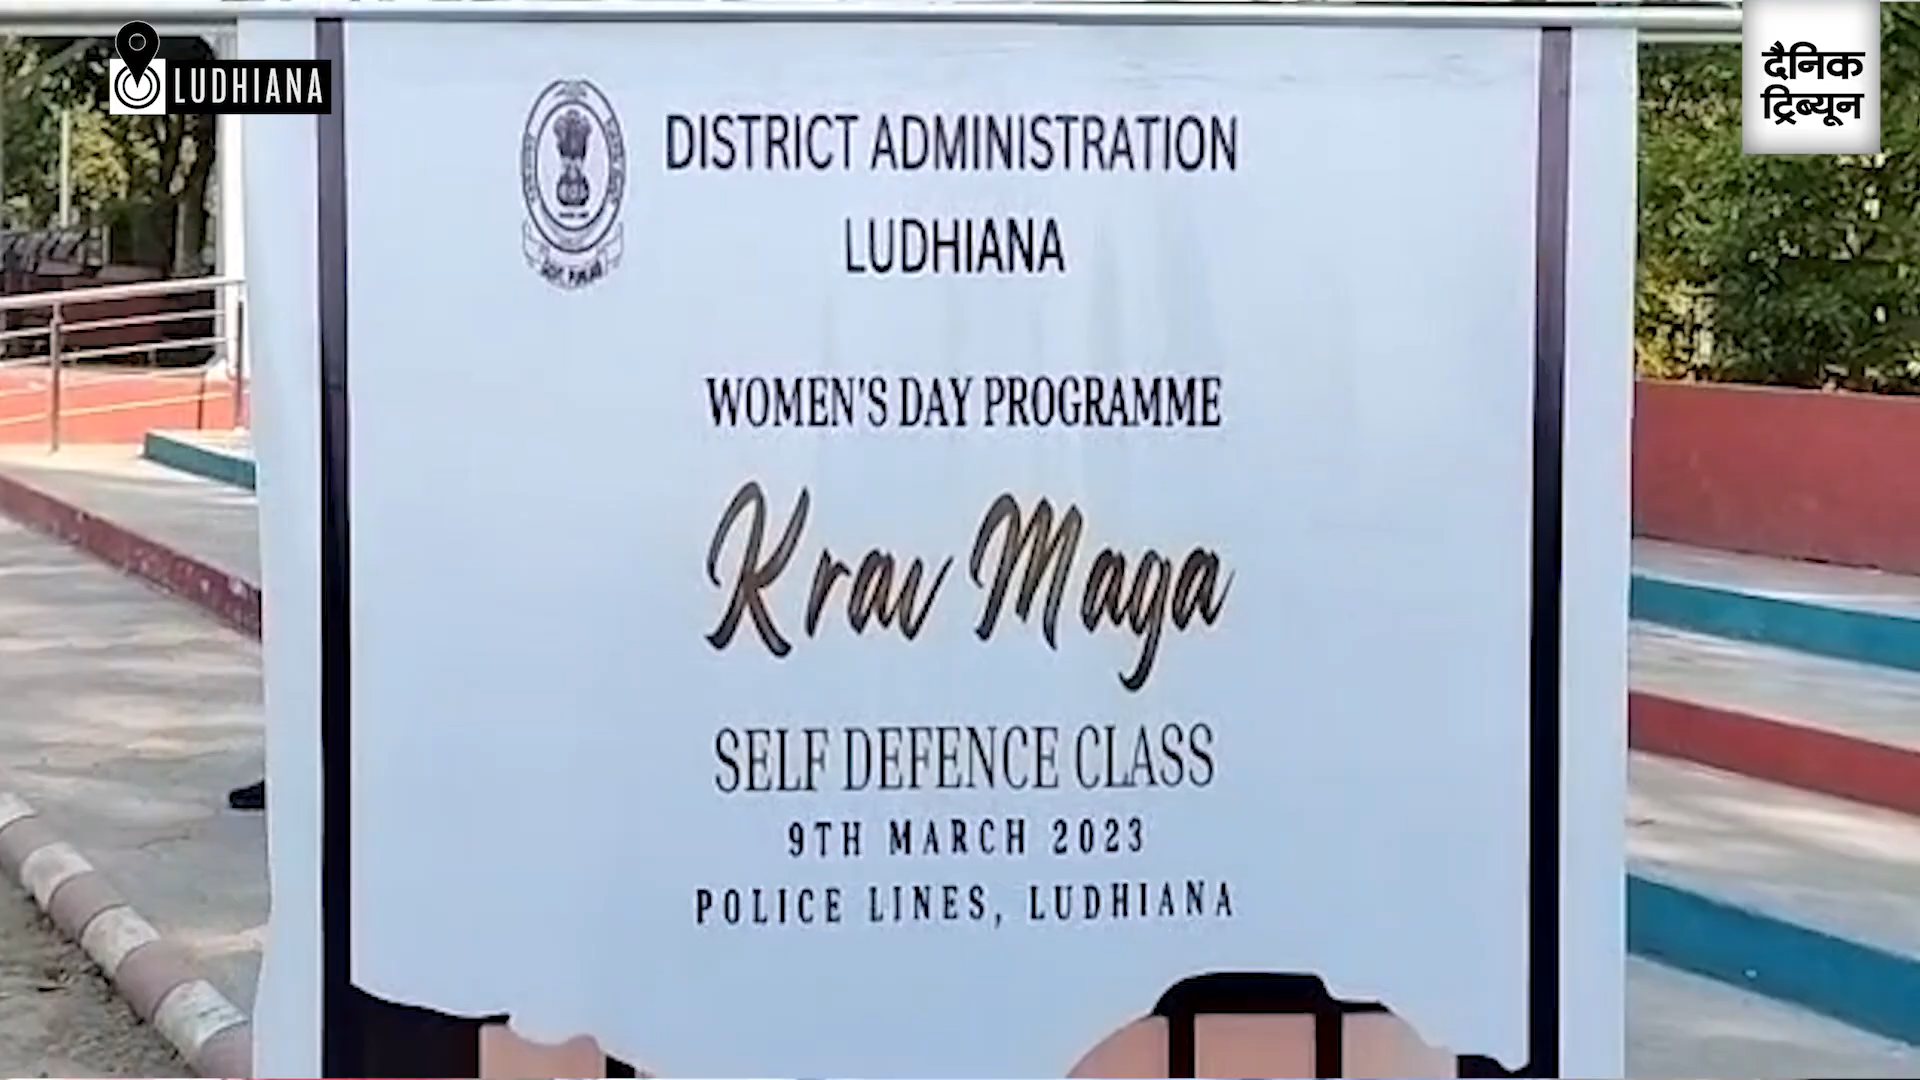 LUDHIANA
दैनिक
ट्रिब्यून
DISTRICT ADMINISTRATION
LUDHIANA
WOMEN'S DAY PROGRAMME
Krav Maga
SELF DEFENCE CLASS
9TH MARCH 2023
POLICE LINES, LUDHIANA